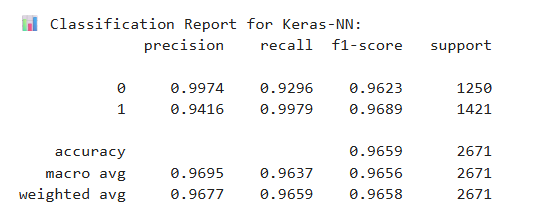 📊 Classification Report for Keras-NN:
precision recall f1-score support
0 0.9974 0.9296 0.9623 1250
1 0.9416 0.9979 0.9689 1421
accuracy 0.9659 2671
macro avg 0.9695 0.9637 0.9656 2671
weighted avg 0.9677 0.9659 0.9658 2671